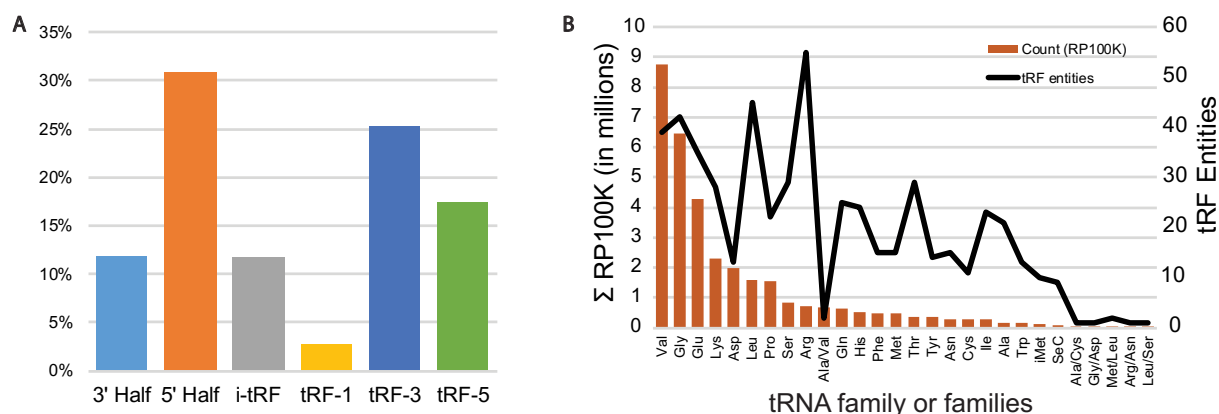 A
35%
30%
25%
20%
15%
10%
5%
0%
3' Half 5' Half i-tRF tRF-1 tRF-3 tRF-5
B
Σ RP100K (in millions)
10
9
8
7
6
5
4
3
2
1
0
Count (RP100K)
tRF entities
60
50
40
30
20
10
0
tRF Entities
Val
Gly
Glu
Lys
Asp
Leu
Pro
Ser
Arg
Ala/Val
Gln
His
Phe
Met
Thr
Tyr
Asn
Cys
Ile
Ala
Trp
iMet
SeC
Ala/Cys
Gly/Asp
Met/Leu
Arg/Asn
Leu/Ser
tRNA family or families